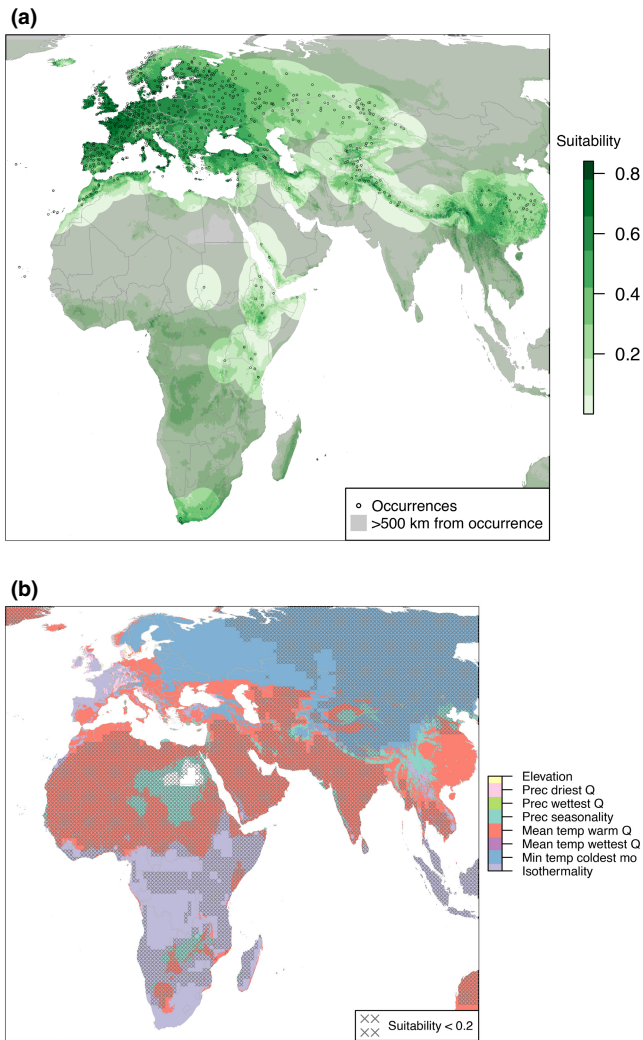 (a)
Suitability
0.8
0.6
0.4
0.2
Occurrences
>500 km from occurrence
(b)
Elevation
Prec driest Q
Prec wettest Q
Prec seasonality
Mean temp warm Q
Mean temp wettest Q
Min temp coldest mo
Isothermality
Suitability < 0.2